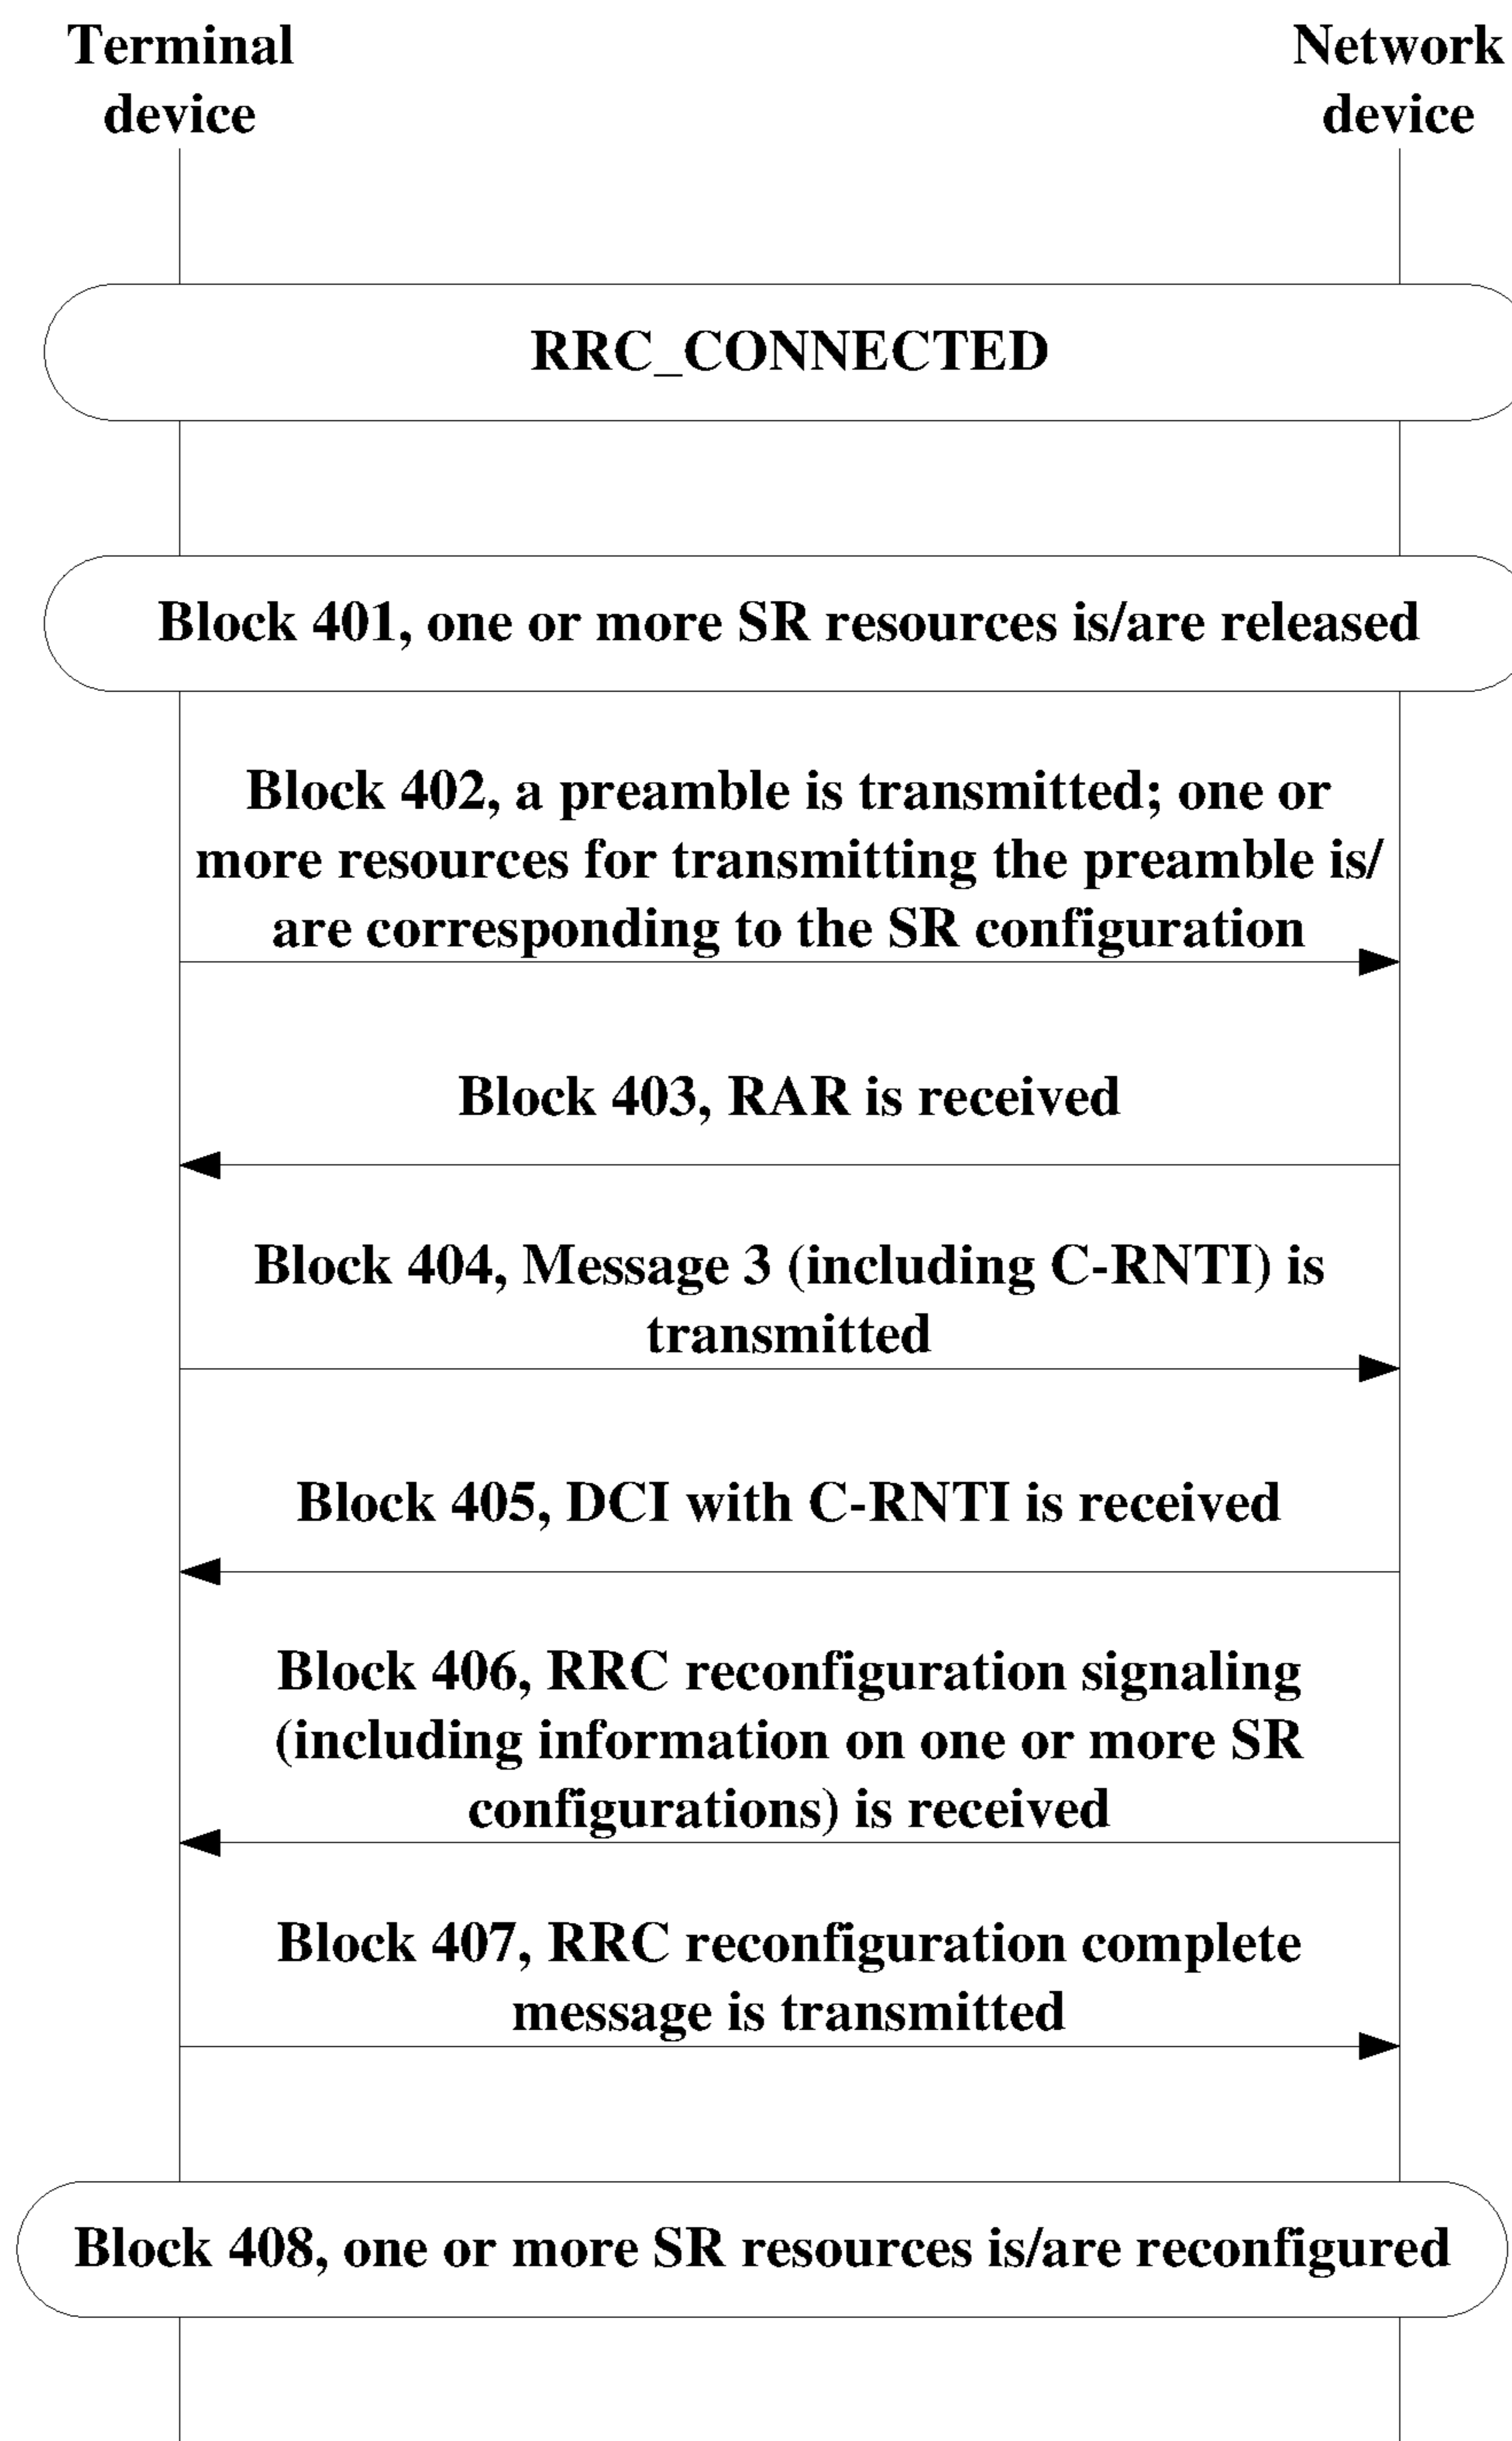 Terminal
device
Network
device
RRC_CONNECTED
Block 401, one or more SR resources is/are released
Block 402, a preamble is transmitted; one or
more resources for transmitting the preamble is/
are corresponding to the SR configuration
Block 403, RAR is received
Block 404, Message 3 (including C-RNTI) is
transmitted
Block 405, DCI with C-RNTI is received
Block 406, RRC reconfiguration signaling
(including information on one or more SR
configurations) is received
Block 407, RRC reconfiguration complete
message is transmitted
Block 408, one or more SR resources is/are reconfigured